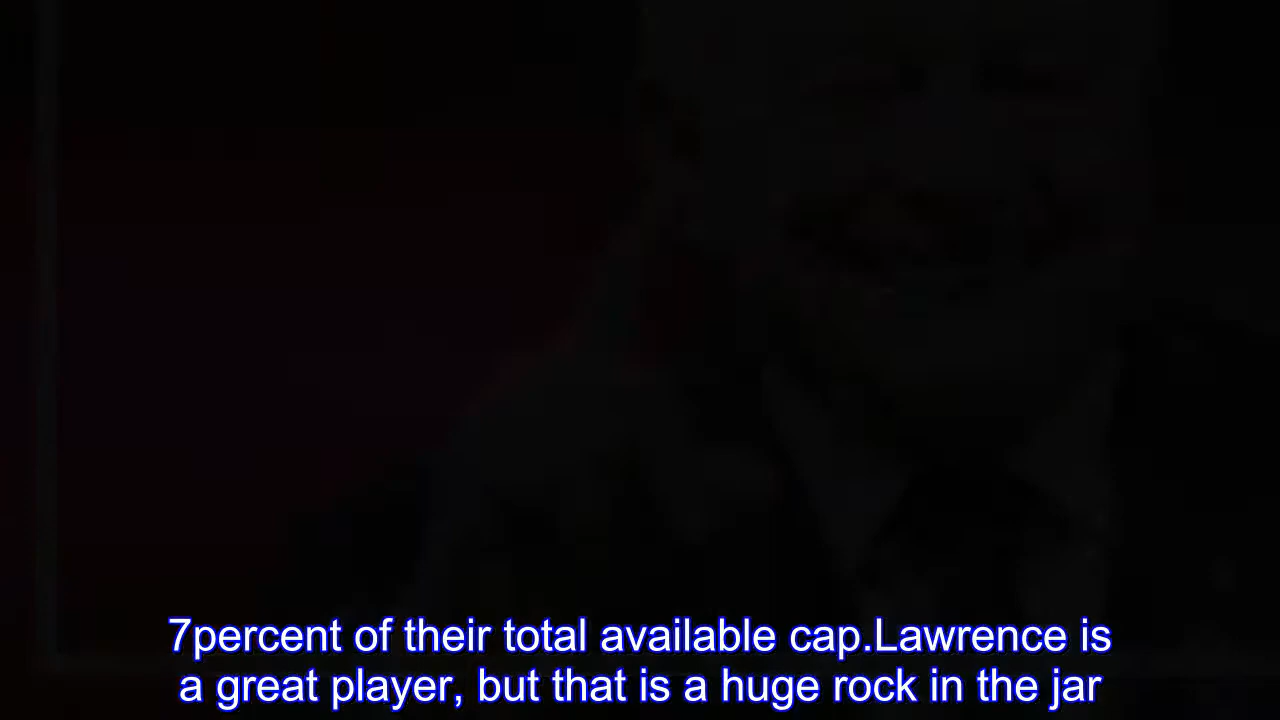 7percent of their total available cap.Lawrence is
a great player, but that is a huge rock in the jar